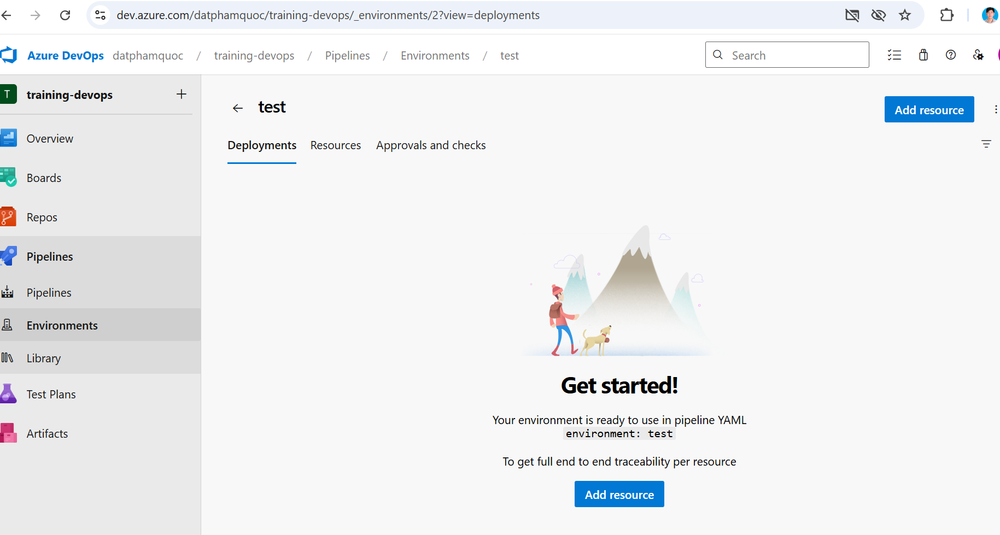 dev.azure.com/datphamquoc/training-devops/_environments/2?view=deployments
Azure DevOps datphamquoc / training-devops / Pipelines / Environments / test
Search
T training-devops
test
Add resource
Deployments Resources Approvals and checks
Overview
Boards
Repos
Pipelines
Pipelines
Environments
Library
Test Plans
Artifacts
Get started!
Your environment is ready to use in pipeline YAML
environment: test
To get full end to end traceability per resource
Add resource